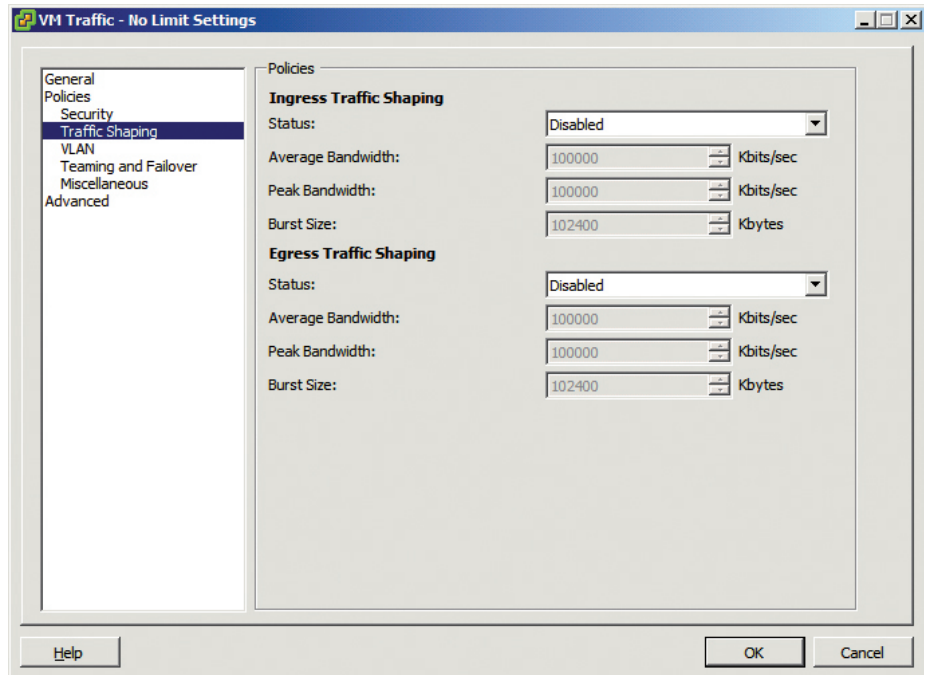 VM Traffic - No Limit Settings
General
Policies
Security
Traffic Shaping
VLAN
Teaming and Failover
Miscellaneous
Advanced
Policies
Ingress Traffic Shaping
Status: Disabled
Average Bandwidth: 100000 Kbits/sec
Peak Bandwidth: 100000 Kbits/sec
Burst Size: 102400 Kbytes
Egress Traffic Shaping
Status: Disabled
Average Bandwidth: 100000 Kbits/sec
Peak Bandwidth: 100000 Kbits/sec
Burst Size: 102400 Kbytes
Help OK Cancel